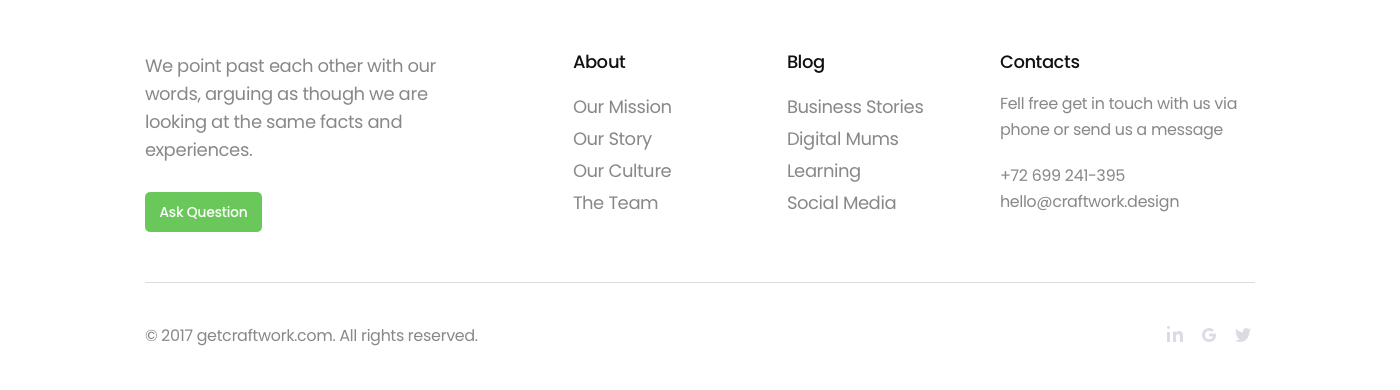 We point past each other with our
words, arguing as though we are
looking at the same facts and
experiences.
Ask Question
About
Our Mission
Our Story
Our Culture
The Team
Blog
Business Stories
Digital Mums
Learning
Social Media
Contacts
Fell free get in touch with us via
phone or send us a message
+72 699 241-395
hello@craftwork.design
© 2017 getcraftwork.com. All rights reserved.